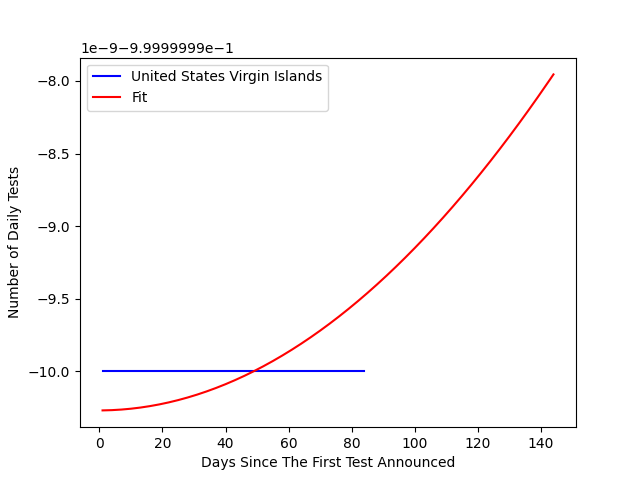 1e−9−9.9999999e−1
United States Virgin Islands
Fit
−8.0
−8.5
−9.0
−9.5
−10.0
Number of Daily Tests
0 20 40 60 80 100 120 140
Days Since The First Test Announced